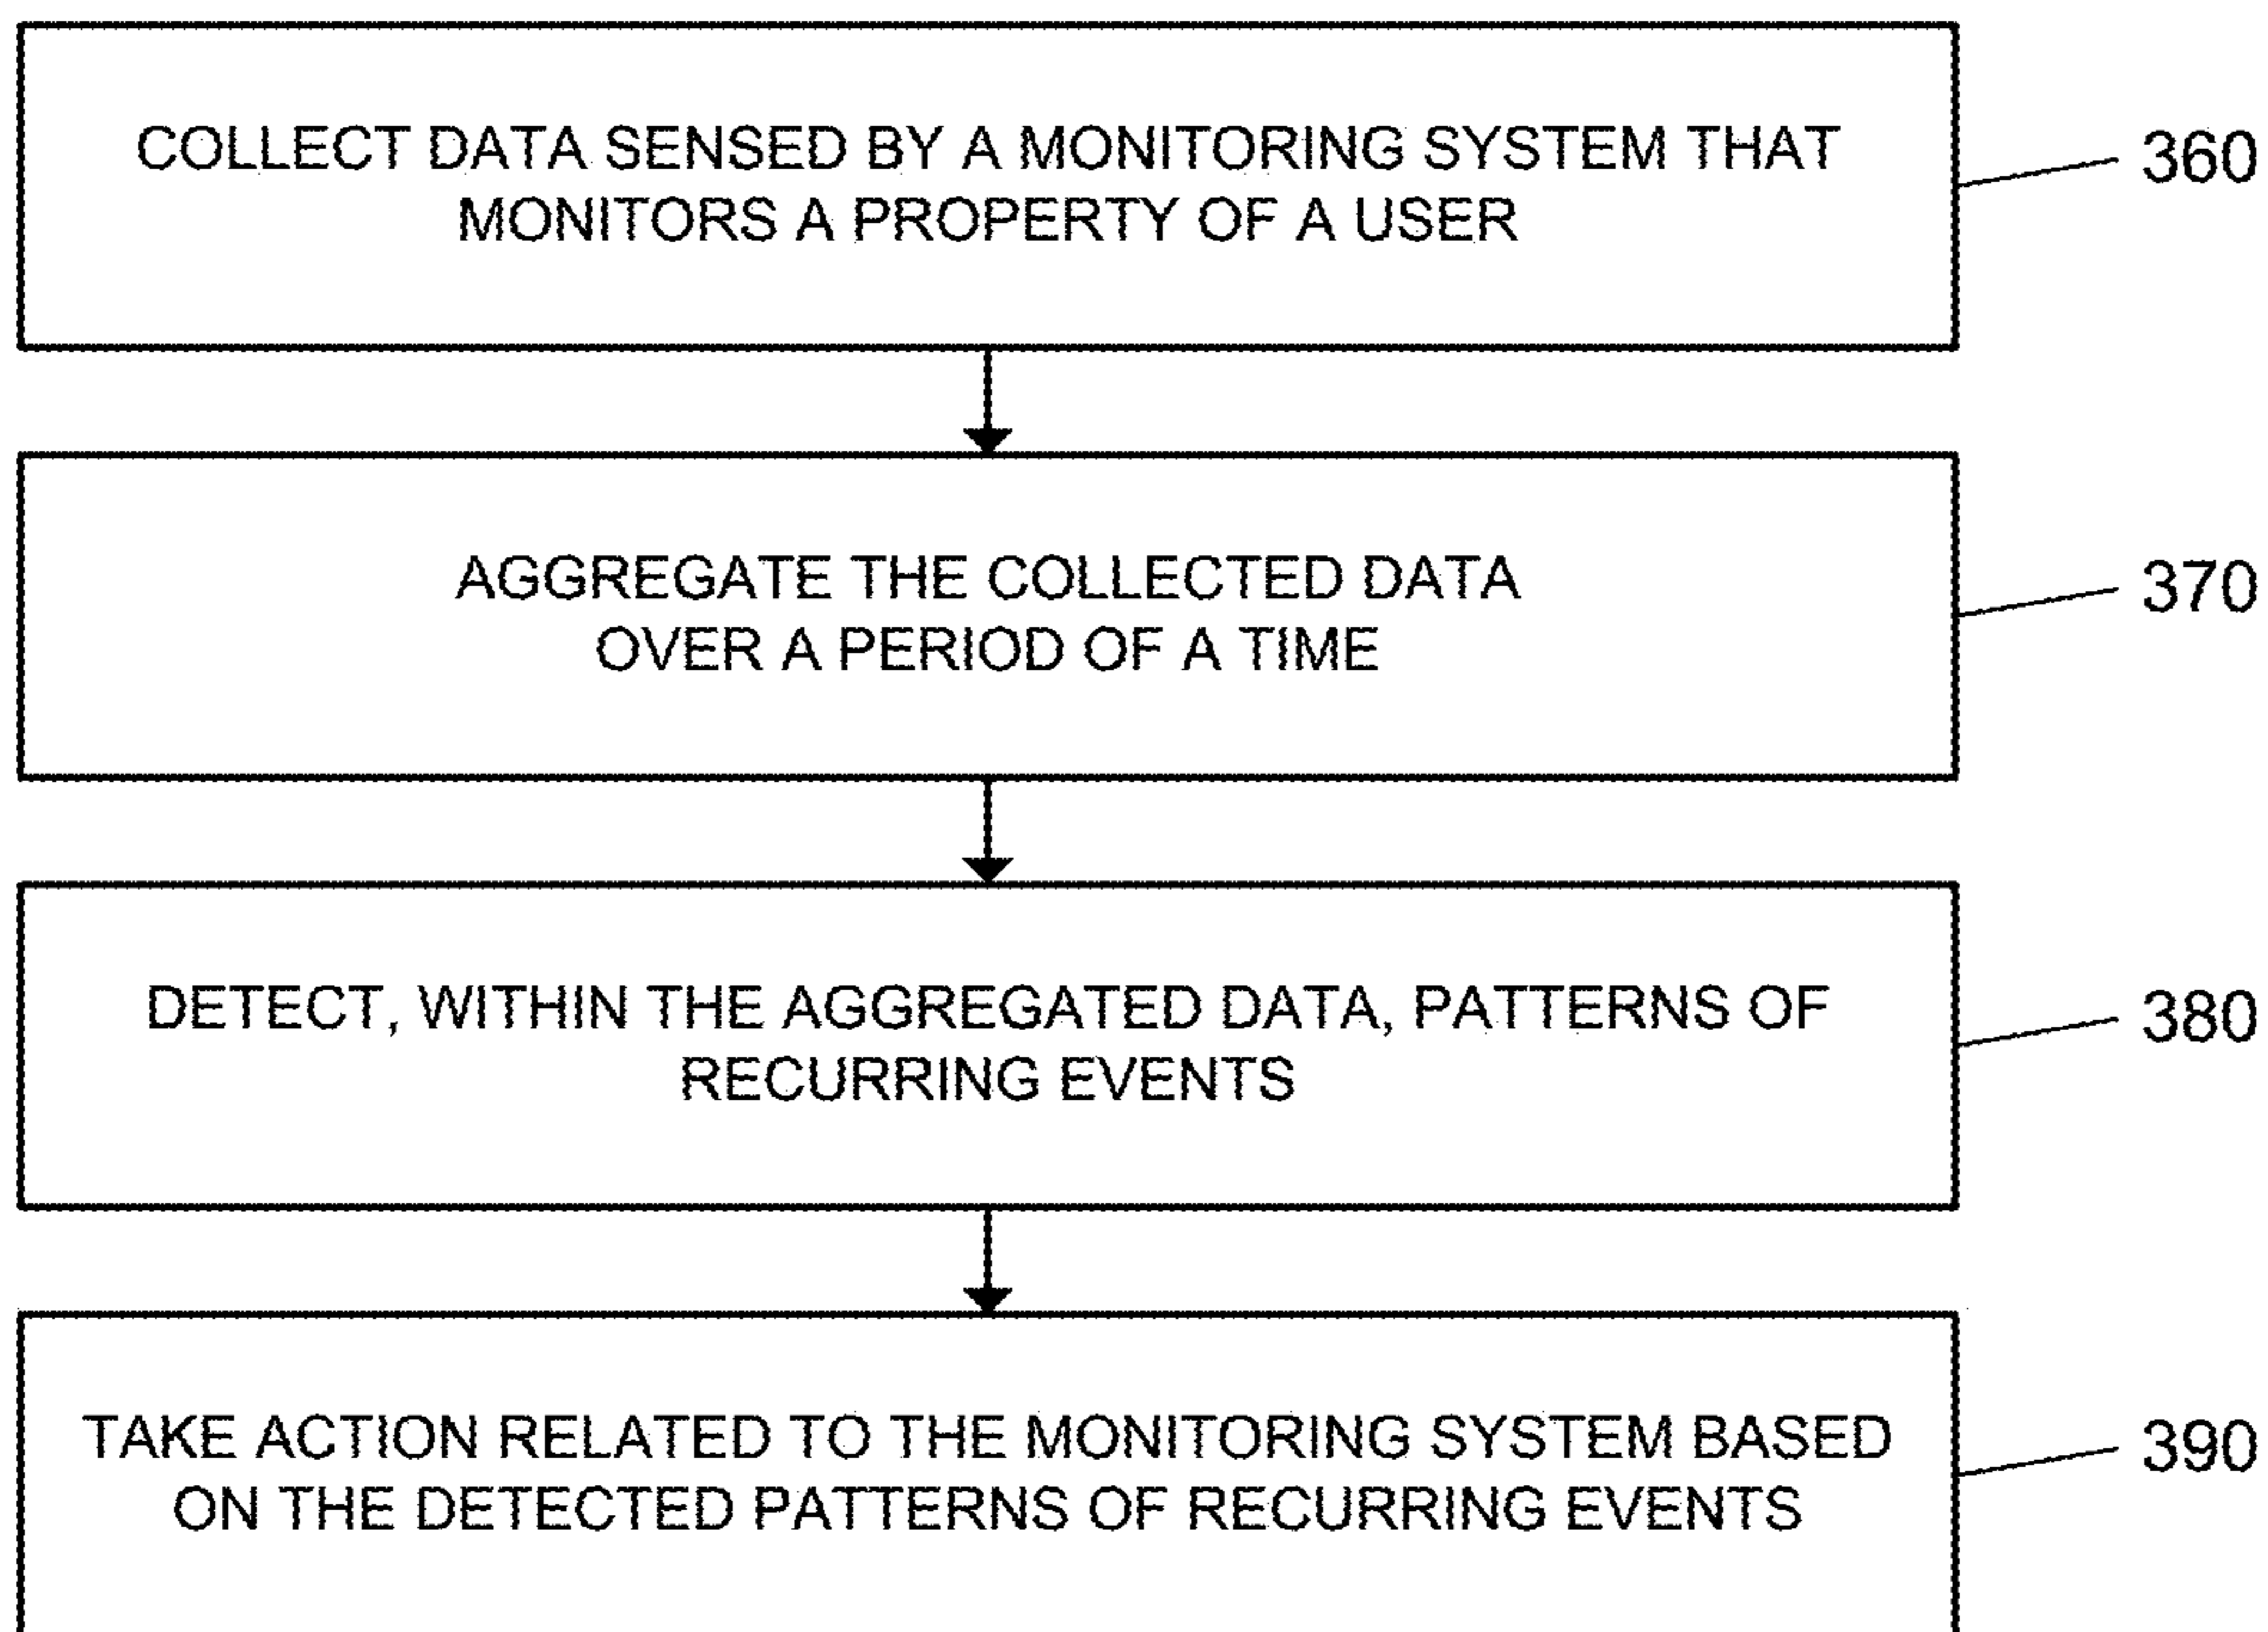 COLLECT DATA SENSED BY A MONITORING SYSTEM THAT
MONITORS A PROPERTY OF A USER
360
AGGREGATE THE COLLECTED DATA
OVER A PERIOD OF A TIME
370
DETECT, WITHIN THE AGGREGATED DATA, PATTERNS OF
RECURRING EVENTS
380
TAKE ACTION RELATED TO THE MONITORING SYSTEM BASED
ON THE DETECTED PATTERNS OF RECURRING EVENTS
390